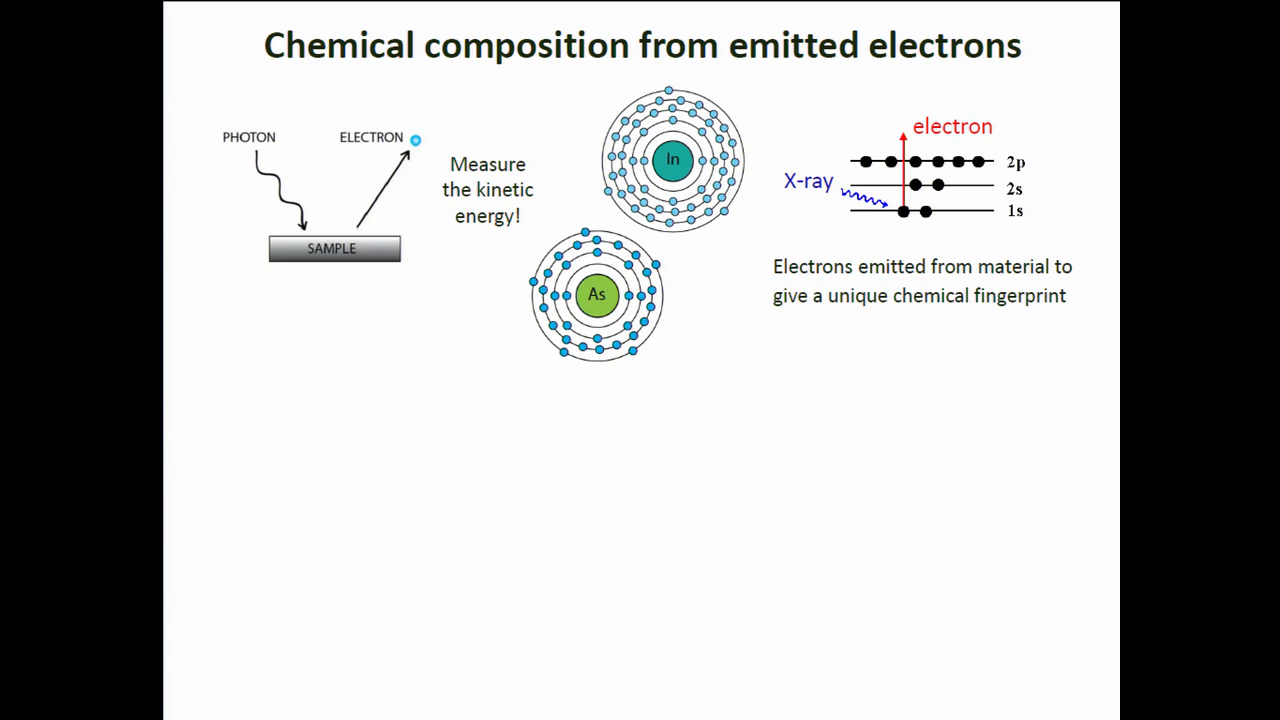 Chemical composition from emitted electrons
PHOTON
ELECTRON
SAMPLE
Measure
the kinetic
energy!
In
As
electron
X-ray
2p
2s
1s
Electrons emitted from material to
give a unique chemical fingerprint